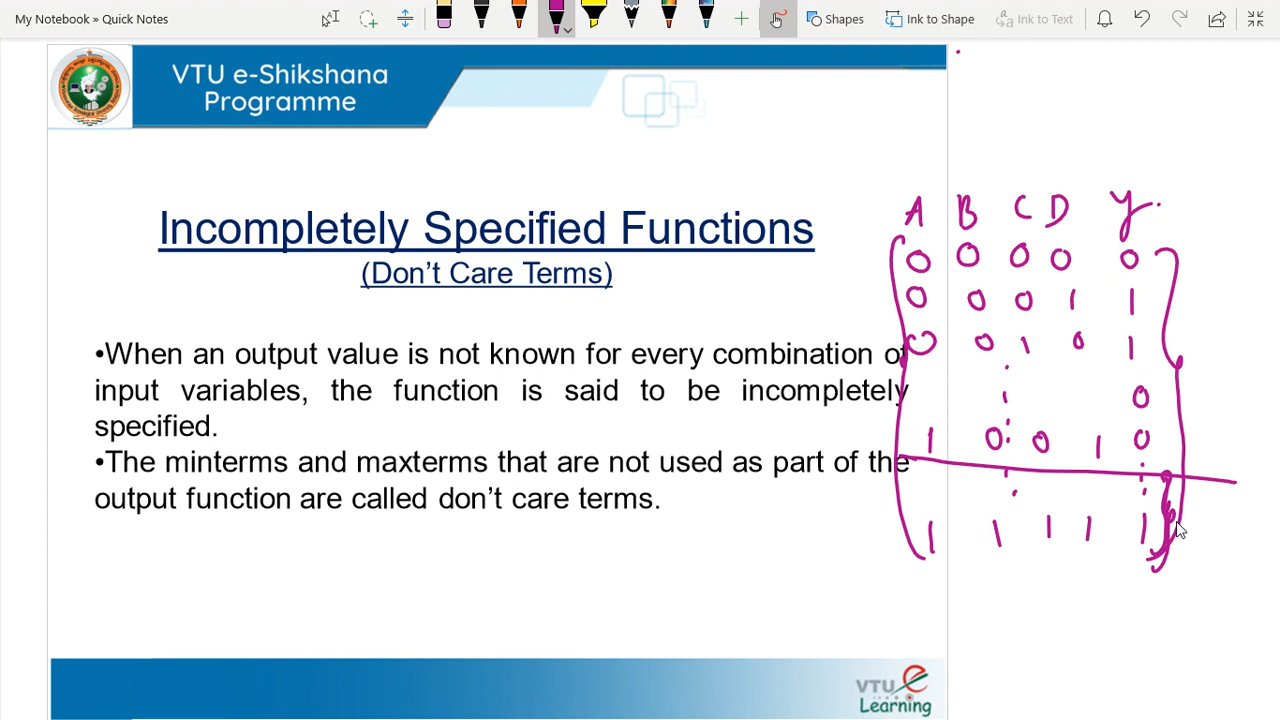 My Notebook » Quick Notes
Shapes
Ink to Shape
Ink to Text
VTU e-Shikshana
Programme
Incompletely Specified Functions
(Don't Care Terms)
•When an output value is not known for every combination of
input variables, the function is said to be incompletely
specified.
•The minterms and maxterms that are not used as part of the
output function are called don't care terms.
A B C D Y
0 0 0 0 0
0 0 0 1 1
0 0 1 0 1
0
1 0 0 1 0
1 1 1 1 1
VTU e
Learning